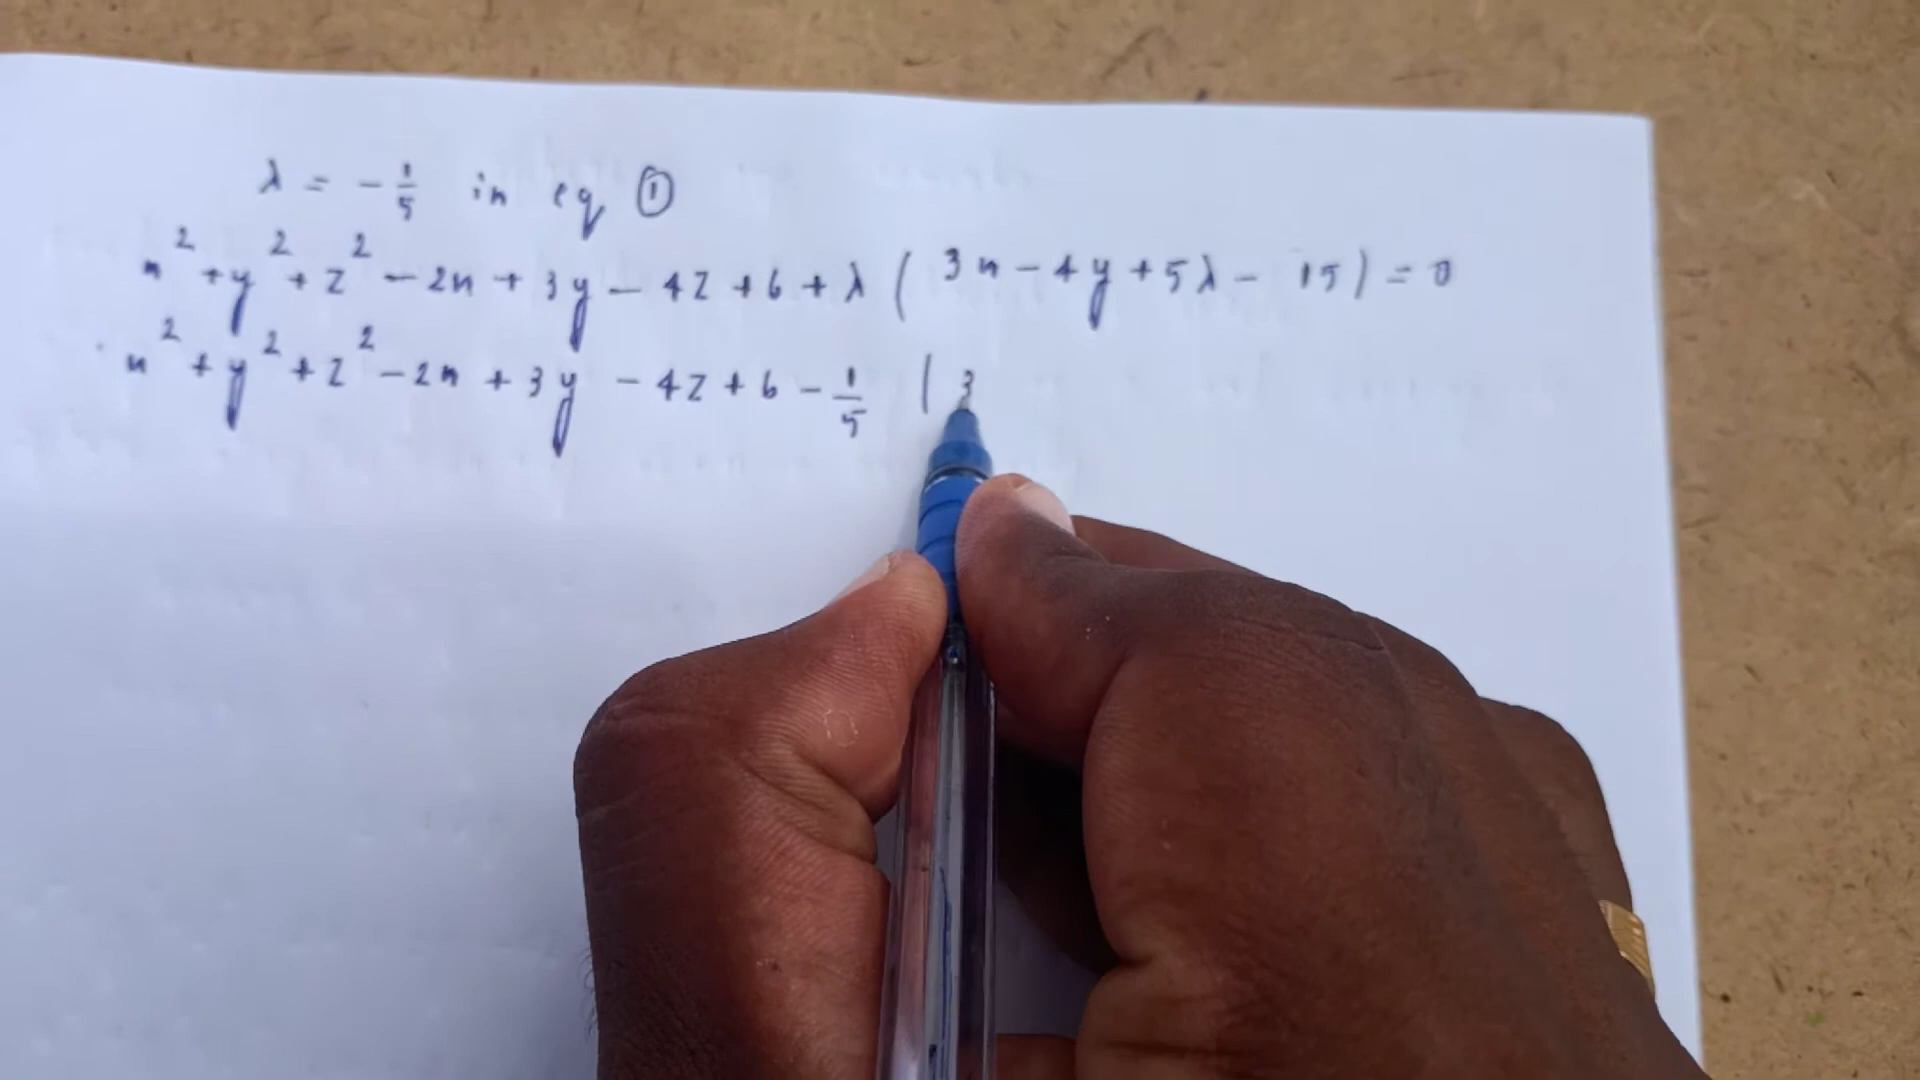 λ = - 1/5 in eq ①
x² + y² + z² - 2x + 3y - 4z + 6 + λ ( 3x - 4y + 5λ - 15) = 0
x² + y² + z² - 2x + 3y - 4z + 6 - 1/5 ( 3